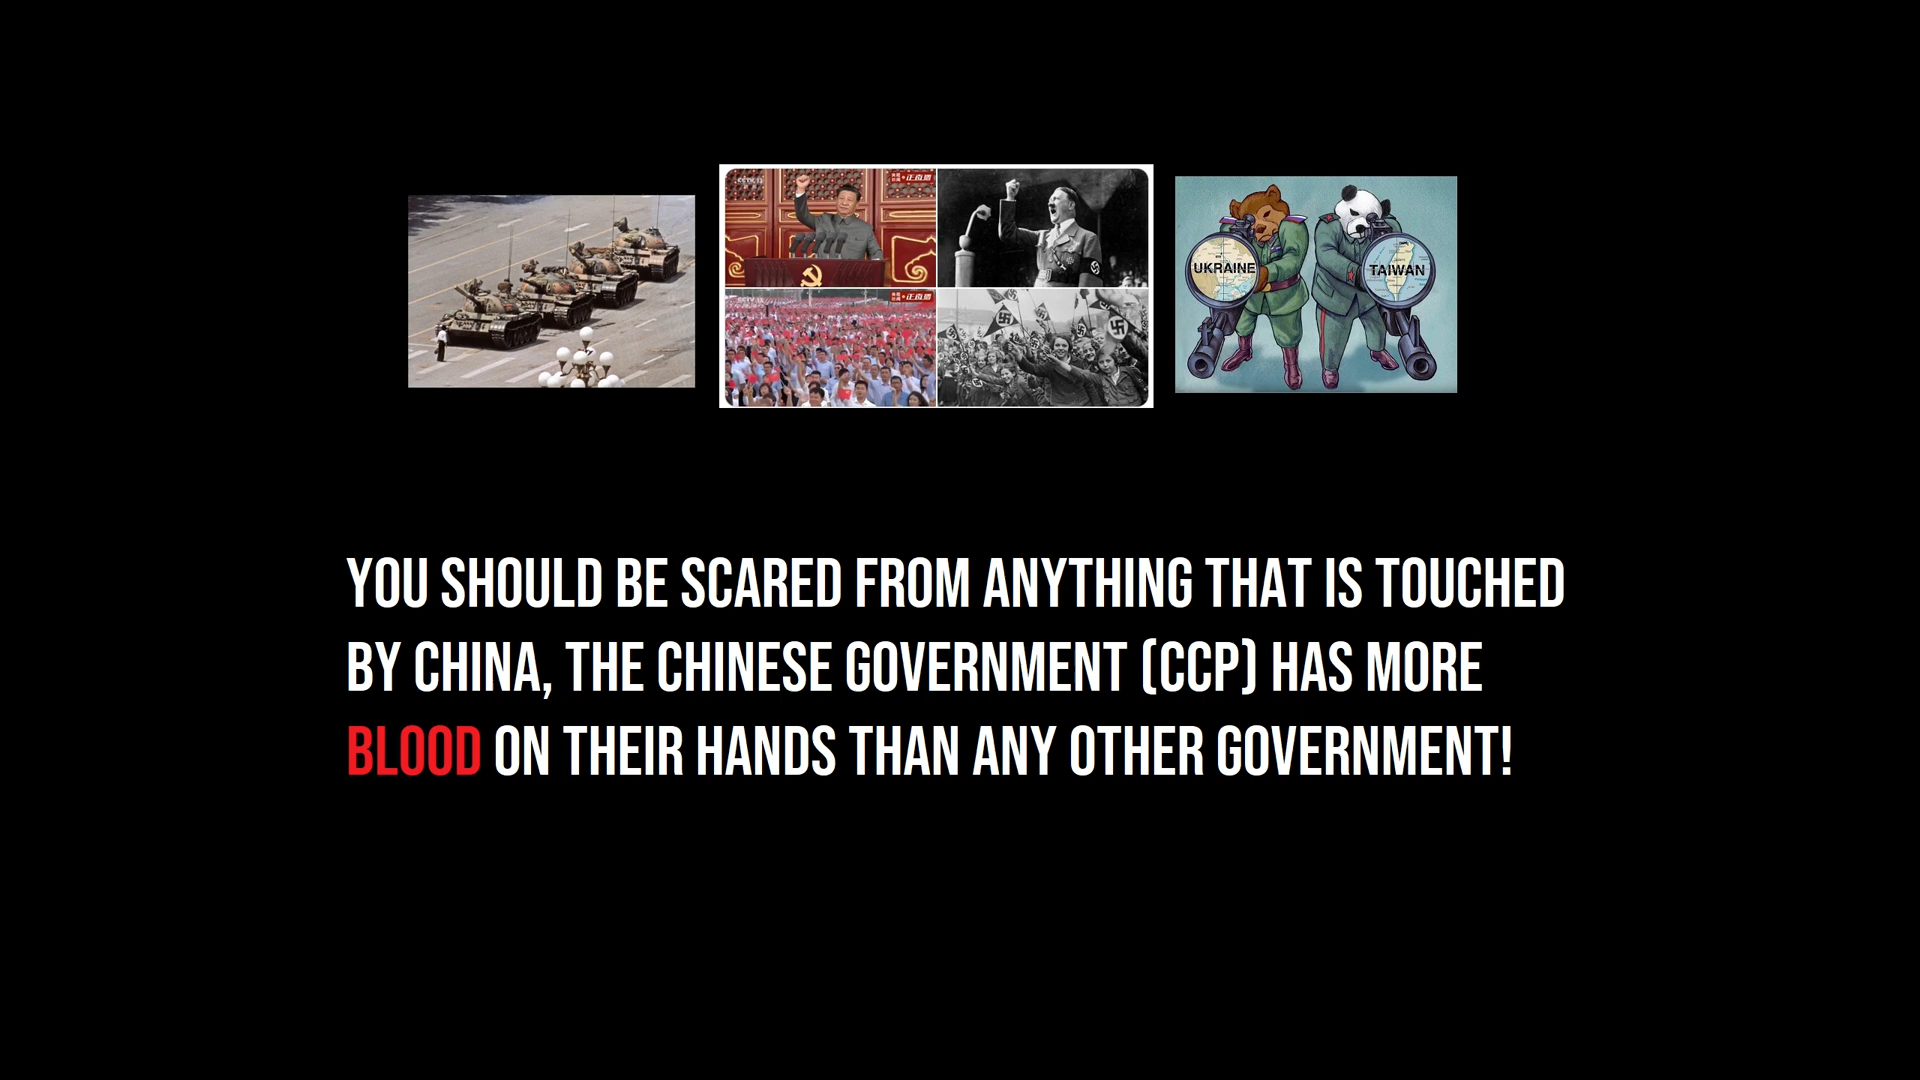 UKRAINE
TAIWAN
YOU SHOULD BE SCARED FROM ANYTHING THAT IS TOUCHED
BY CHINA, THE CHINESE GOVERNMENT (CCP) HAS MORE
BLOOD ON THEIR HANDS THAN ANY OTHER GOVERNMENT!